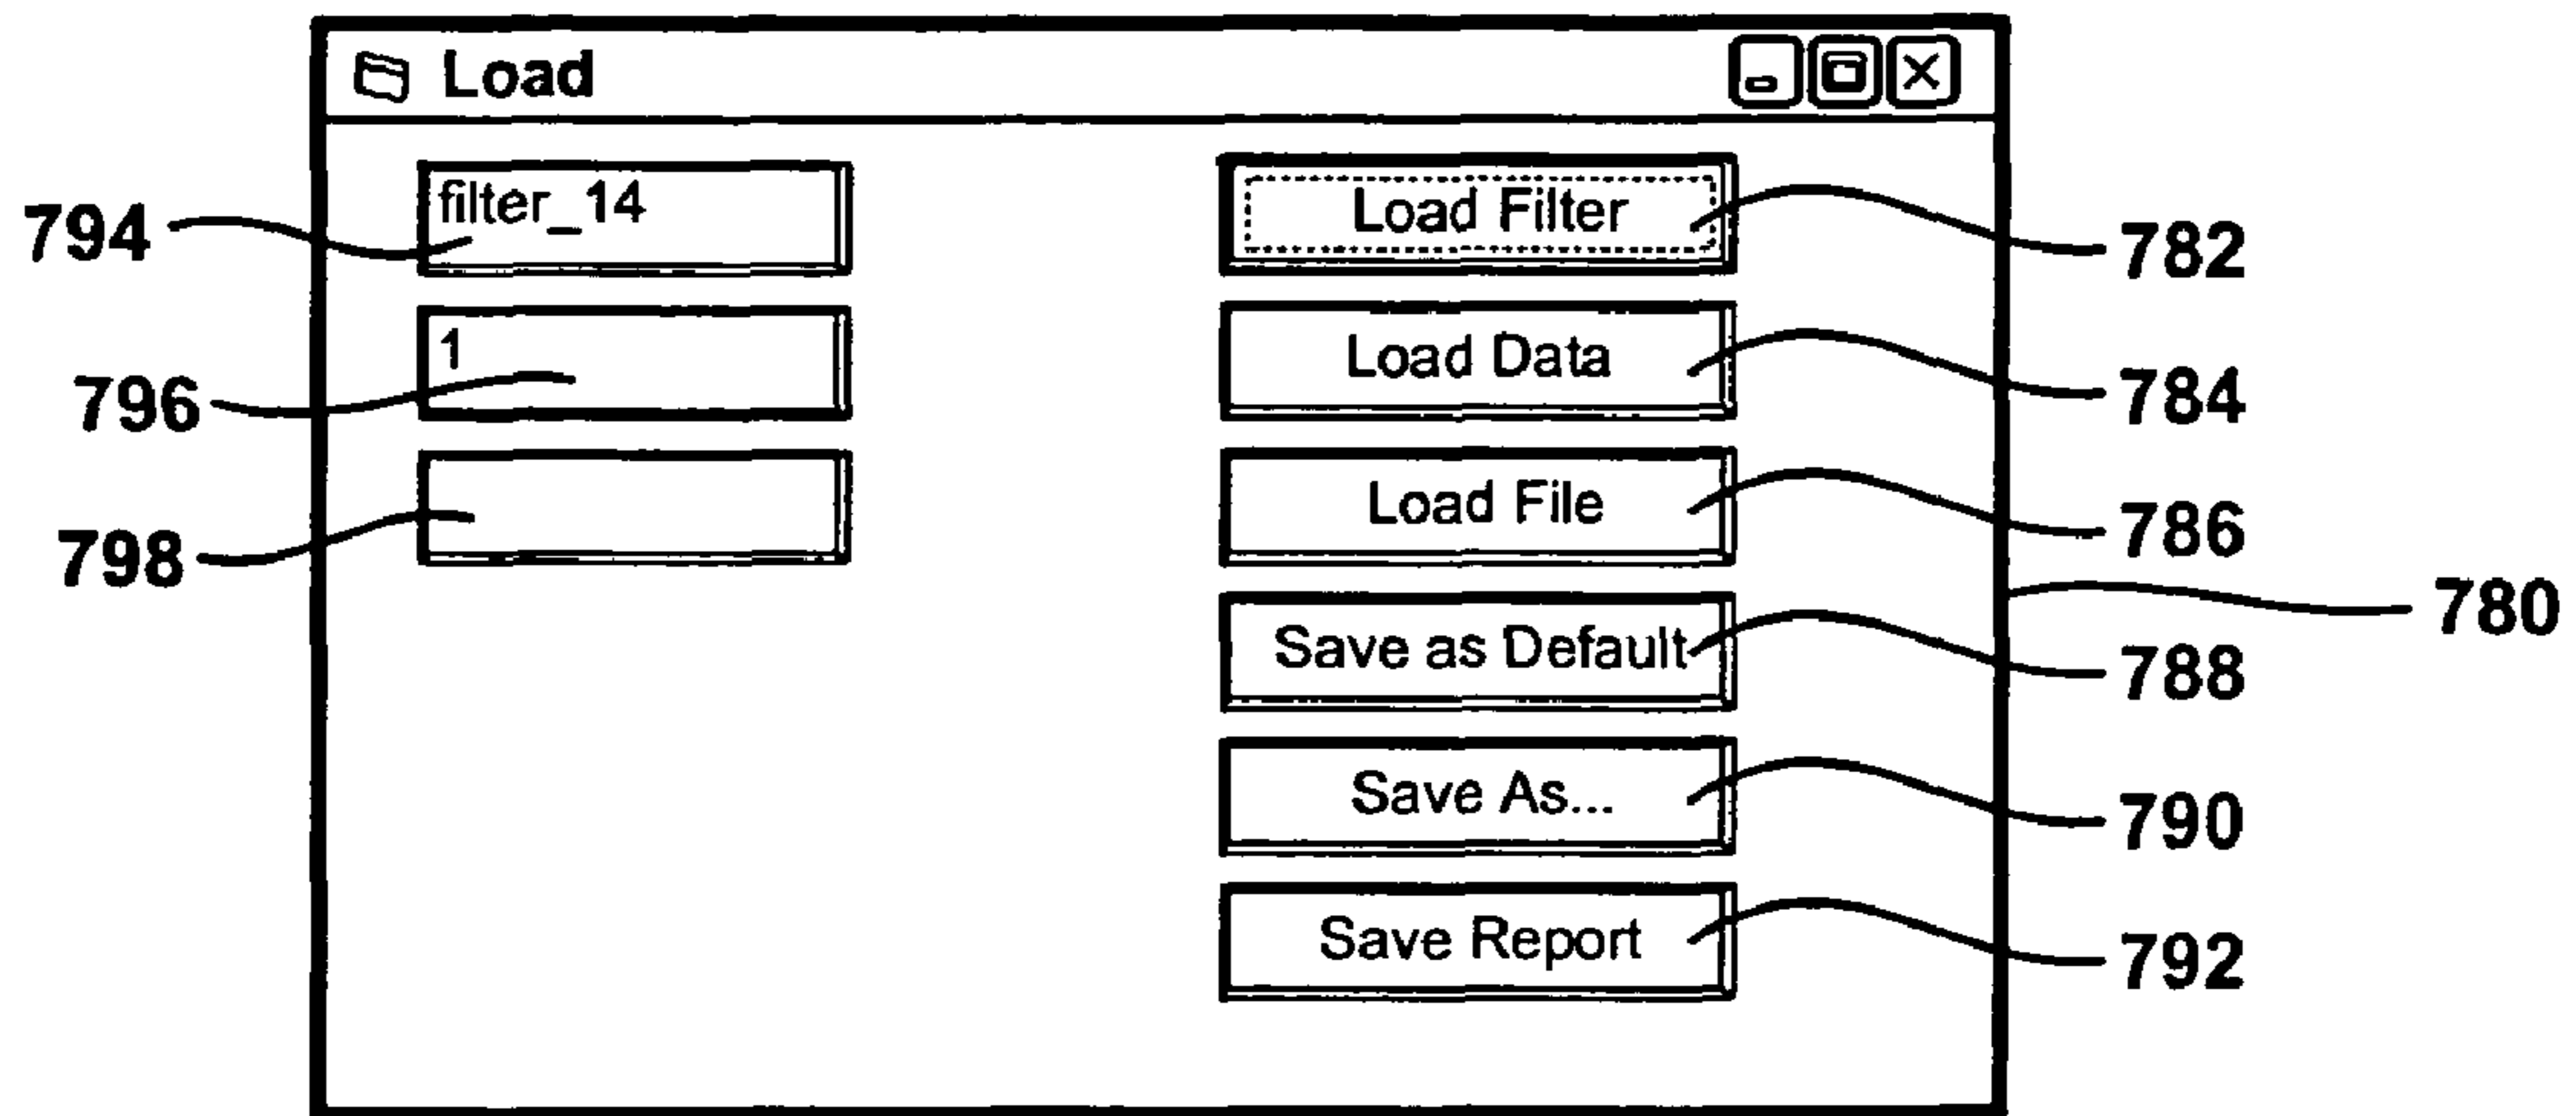 Load
filter_14
Load Filter
794
782
1
Load Data
796
784
Load File
798
786
Save as Default
780
788
Save As...
790
Save Report
792